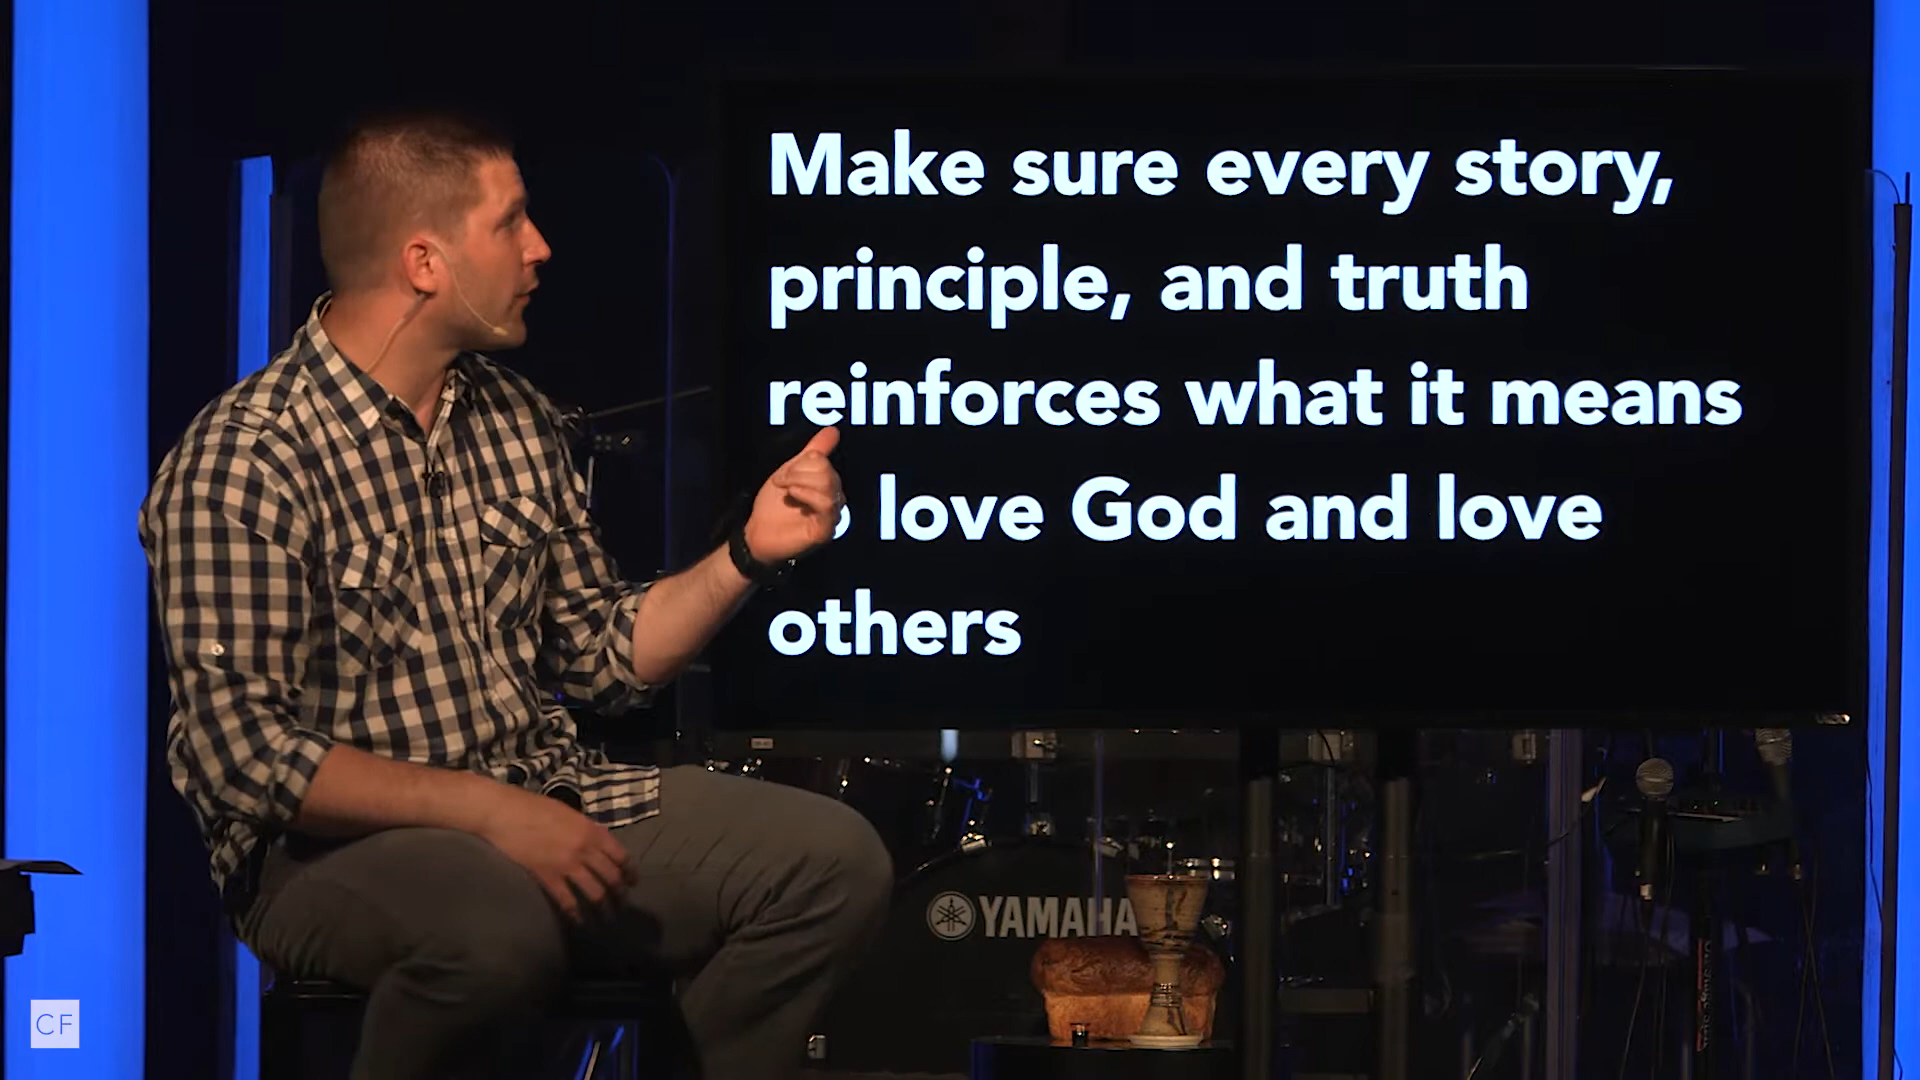 Make sure every story,
principle, and truth
reinforces what it means
love God and love
others
YAMAHA
CF